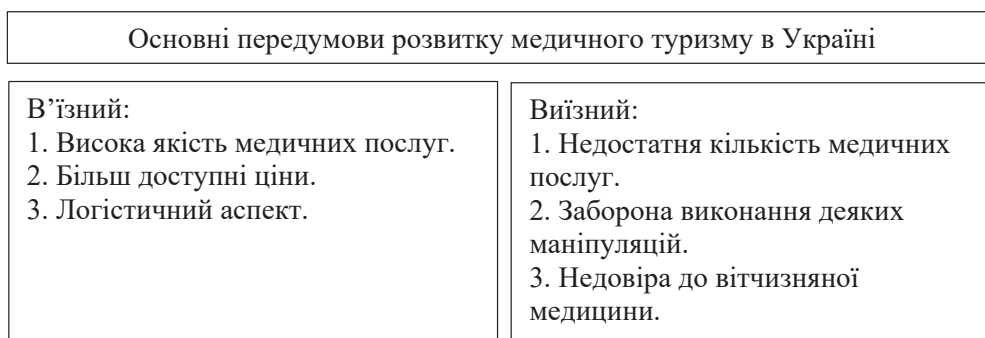 Основні передумови розвитку медичного туризму в Україні
В’їзний:
1. Висока якість медичних послуг.
2. Більш доступні ціни.
3. Логістичний аспект.
Виїзний:
1. Недостатня кількість медичних
послуг.
2. Заборона виконання деяких
маніпуляцій.
3. Недовіра до вітчизняної
медицини.